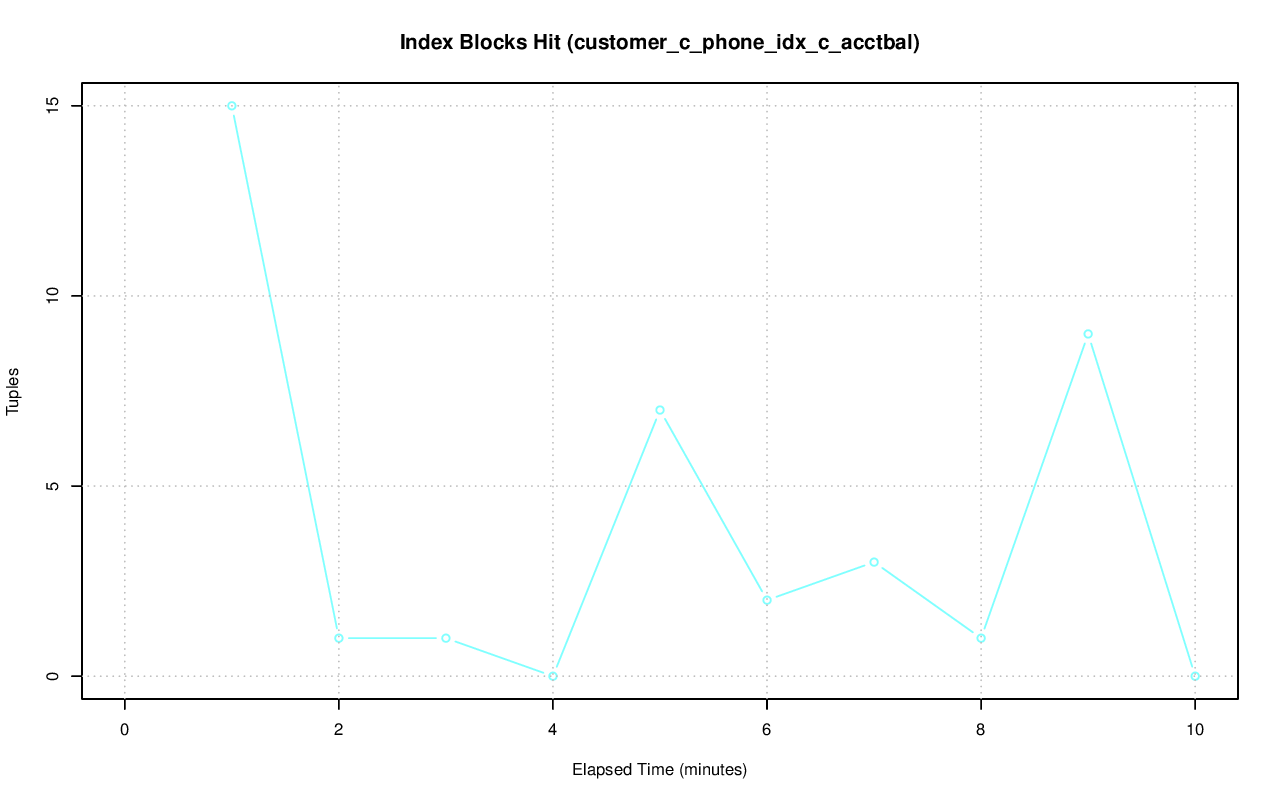 Index Blocks Hit (customer_c_phone_idx_c_acctbal)
15
10
5
0
Tuples
0 2 4 6 8 10
Elapsed Time (minutes)